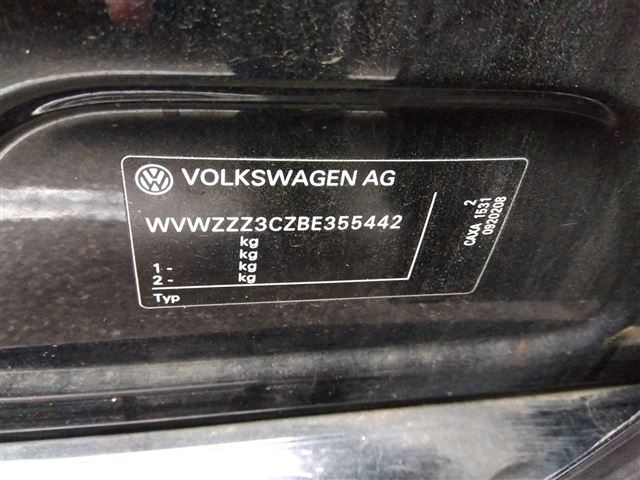 VOLKSWAGEN AG
WVWZZZ3CZBE355442
kg
kg
1 - kg
2 - kg
Typ
2
CAXA 1531
0920208